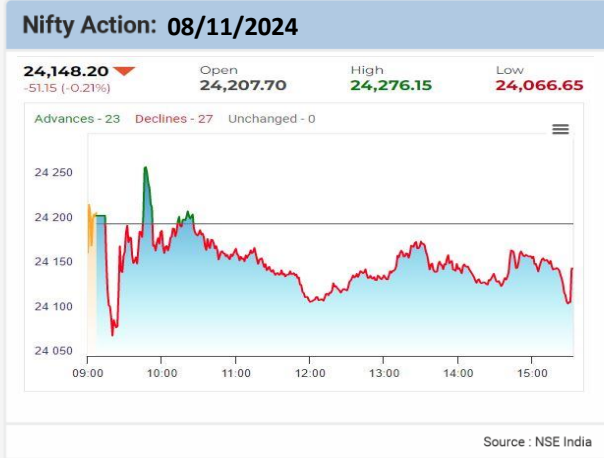 Nifty Action: 08/11/2024
24,148.20 Open High Low
-51.15 (-0.21%) 24,207.70 24,276.15 24,066.65
Advances - 23 Declines - 27 Unchanged - 0
24 250
24 200
24 150
24 100
24 050
09:00 10:00 11:00 12:00 13:00 14:00 15:00
Source : NSE India